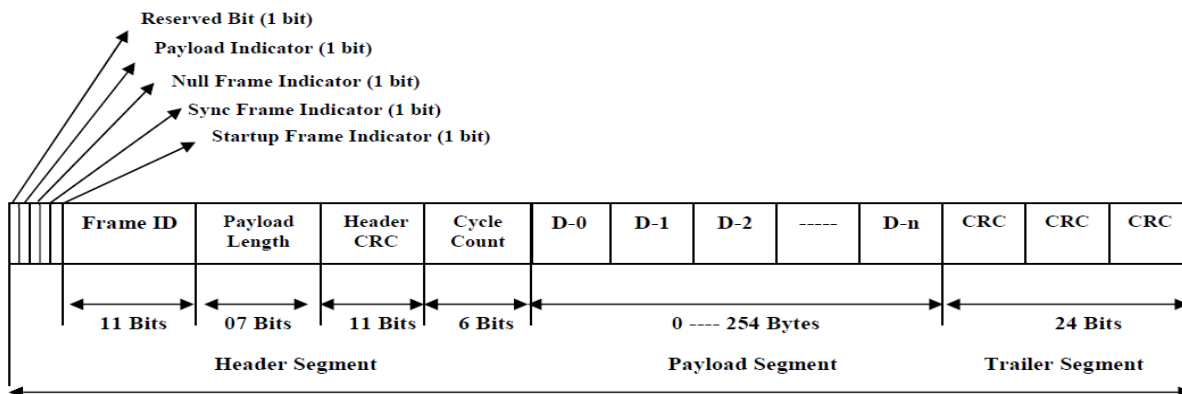 Reserved Bit (1 bit)
Payload Indicator (1 bit)
Null Frame Indicator (1 bit)
Sync Frame Indicator (1 bit)
Startup Frame Indicator (1 bit)
Frame ID
Payload
Length
Header
CRC
Cycle
Count
D-0
D-1
D-2
-----
D-n
CRC
CRC
CRC
11 Bits
07 Bits
11 Bits
6 Bits
0 ---- 254 Bytes
24 Bits
Header Segment
Payload Segment
Trailer Segment